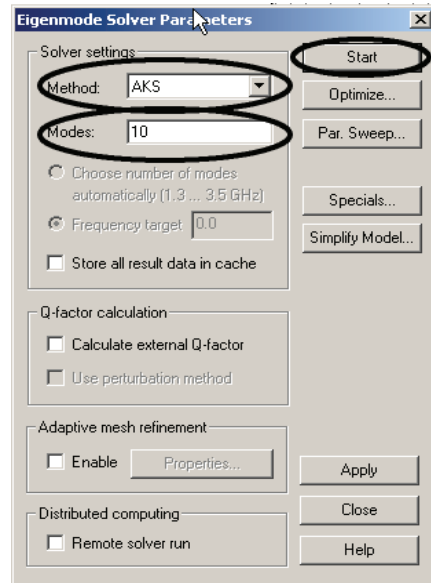 Eigenmode Solver Parameters
Solver settings
Method: AKS
Modes: 10
Choose number of modes
automatically (1.3 ... 3.5 GHz)
Frequency target 0.0
Store all result data in cache
Q-factor calculation
Calculate external Q-factor
Use perturbation method
Adaptive mesh refinement
Enable Properties...
Distributed computing
Remote solver run
Start
Optimize...
Par. Sweep...
Specials...
Simplify Model...
Apply
Close
Help